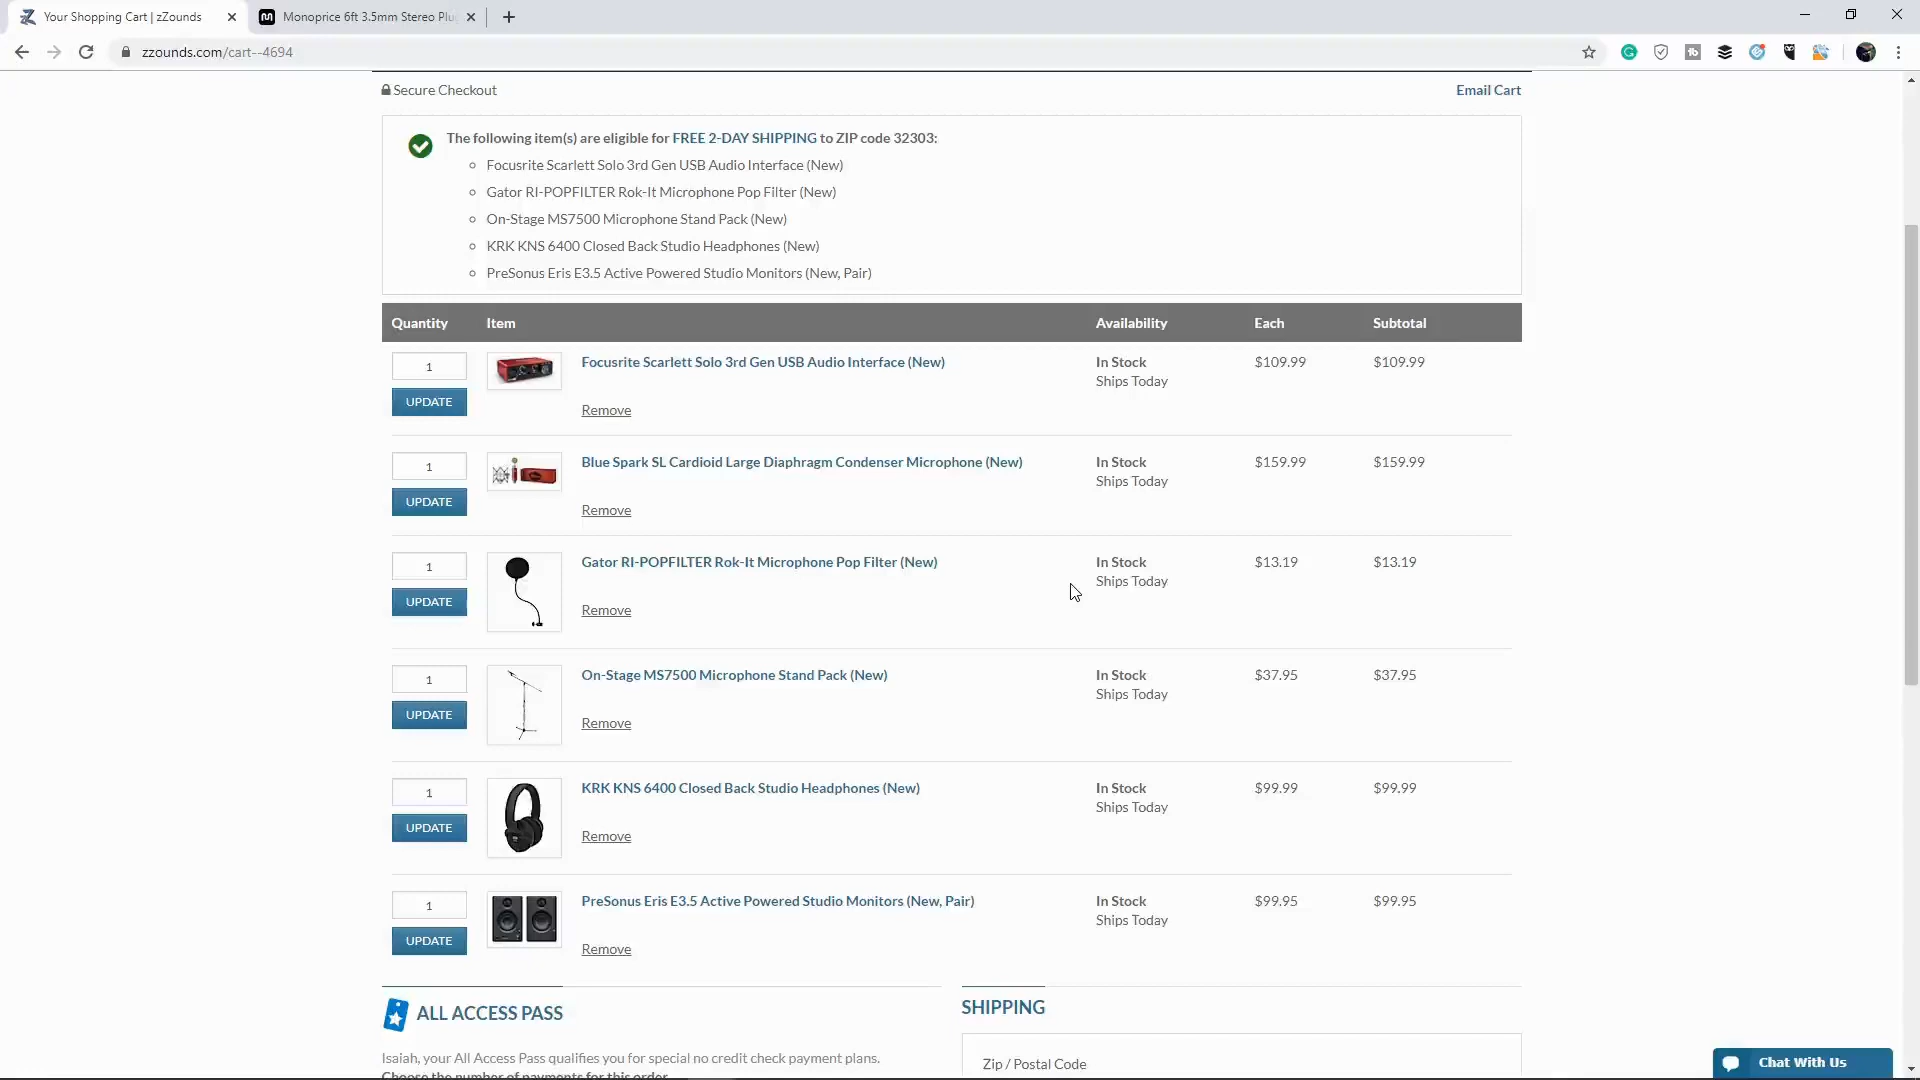 Your Shopping Cart | zZounds
Monoprice 6ft 3.5mm Stereo Plu
zzounds.com/cart--4694
Secure Checkout
Email Cart
The following item(s) are eligible for FREE 2-DAY SHIPPING to ZIP code 32303:
Focusrite Scarlett Solo 3rd Gen USB Audio Interface (New)
Gator RI-POPFILTER Rok-It Microphone Pop Filter (New)
On-Stage MS7500 Microphone Stand Pack (New)
KRK KNS 6400 Closed Back Studio Headphones (New)
PreSonus Eris E3.5 Active Powered Studio Monitors (New, Pair)
Quantity Item Availability Each Subtotal
1 Focusrite Scarlett Solo 3rd Gen USB Audio Interface (New) In Stock $109.99 $109.99
Ships Today
UPDATE Remove
1 Blue Spark SL Cardioid Large Diaphragm Condenser Microphone (New) In Stock $159.99 $159.99
Ships Today
UPDATE Remove
1 Gator RI-POPFILTER Rok-It Microphone Pop Filter (New) In Stock $13.19 $13.19
Ships Today
UPDATE Remove
1 On-Stage MS7500 Microphone Stand Pack (New) In Stock $37.95 $37.95
Ships Today
UPDATE Remove
1 KRK KNS 6400 Closed Back Studio Headphones (New) In Stock $99.99 $99.99
Ships Today
UPDATE Remove
1 PreSonus Eris E3.5 Active Powered Studio Monitors (New, Pair) In Stock $99.95 $99.95
Ships Today
UPDATE Remove
ALL ACCESS PASS
SHIPPING
Isaiah, your All Access Pass qualifies you for special no credit check payment plans.
Choose the number of payments for this order
Zip / Postal Code
Chat With Us